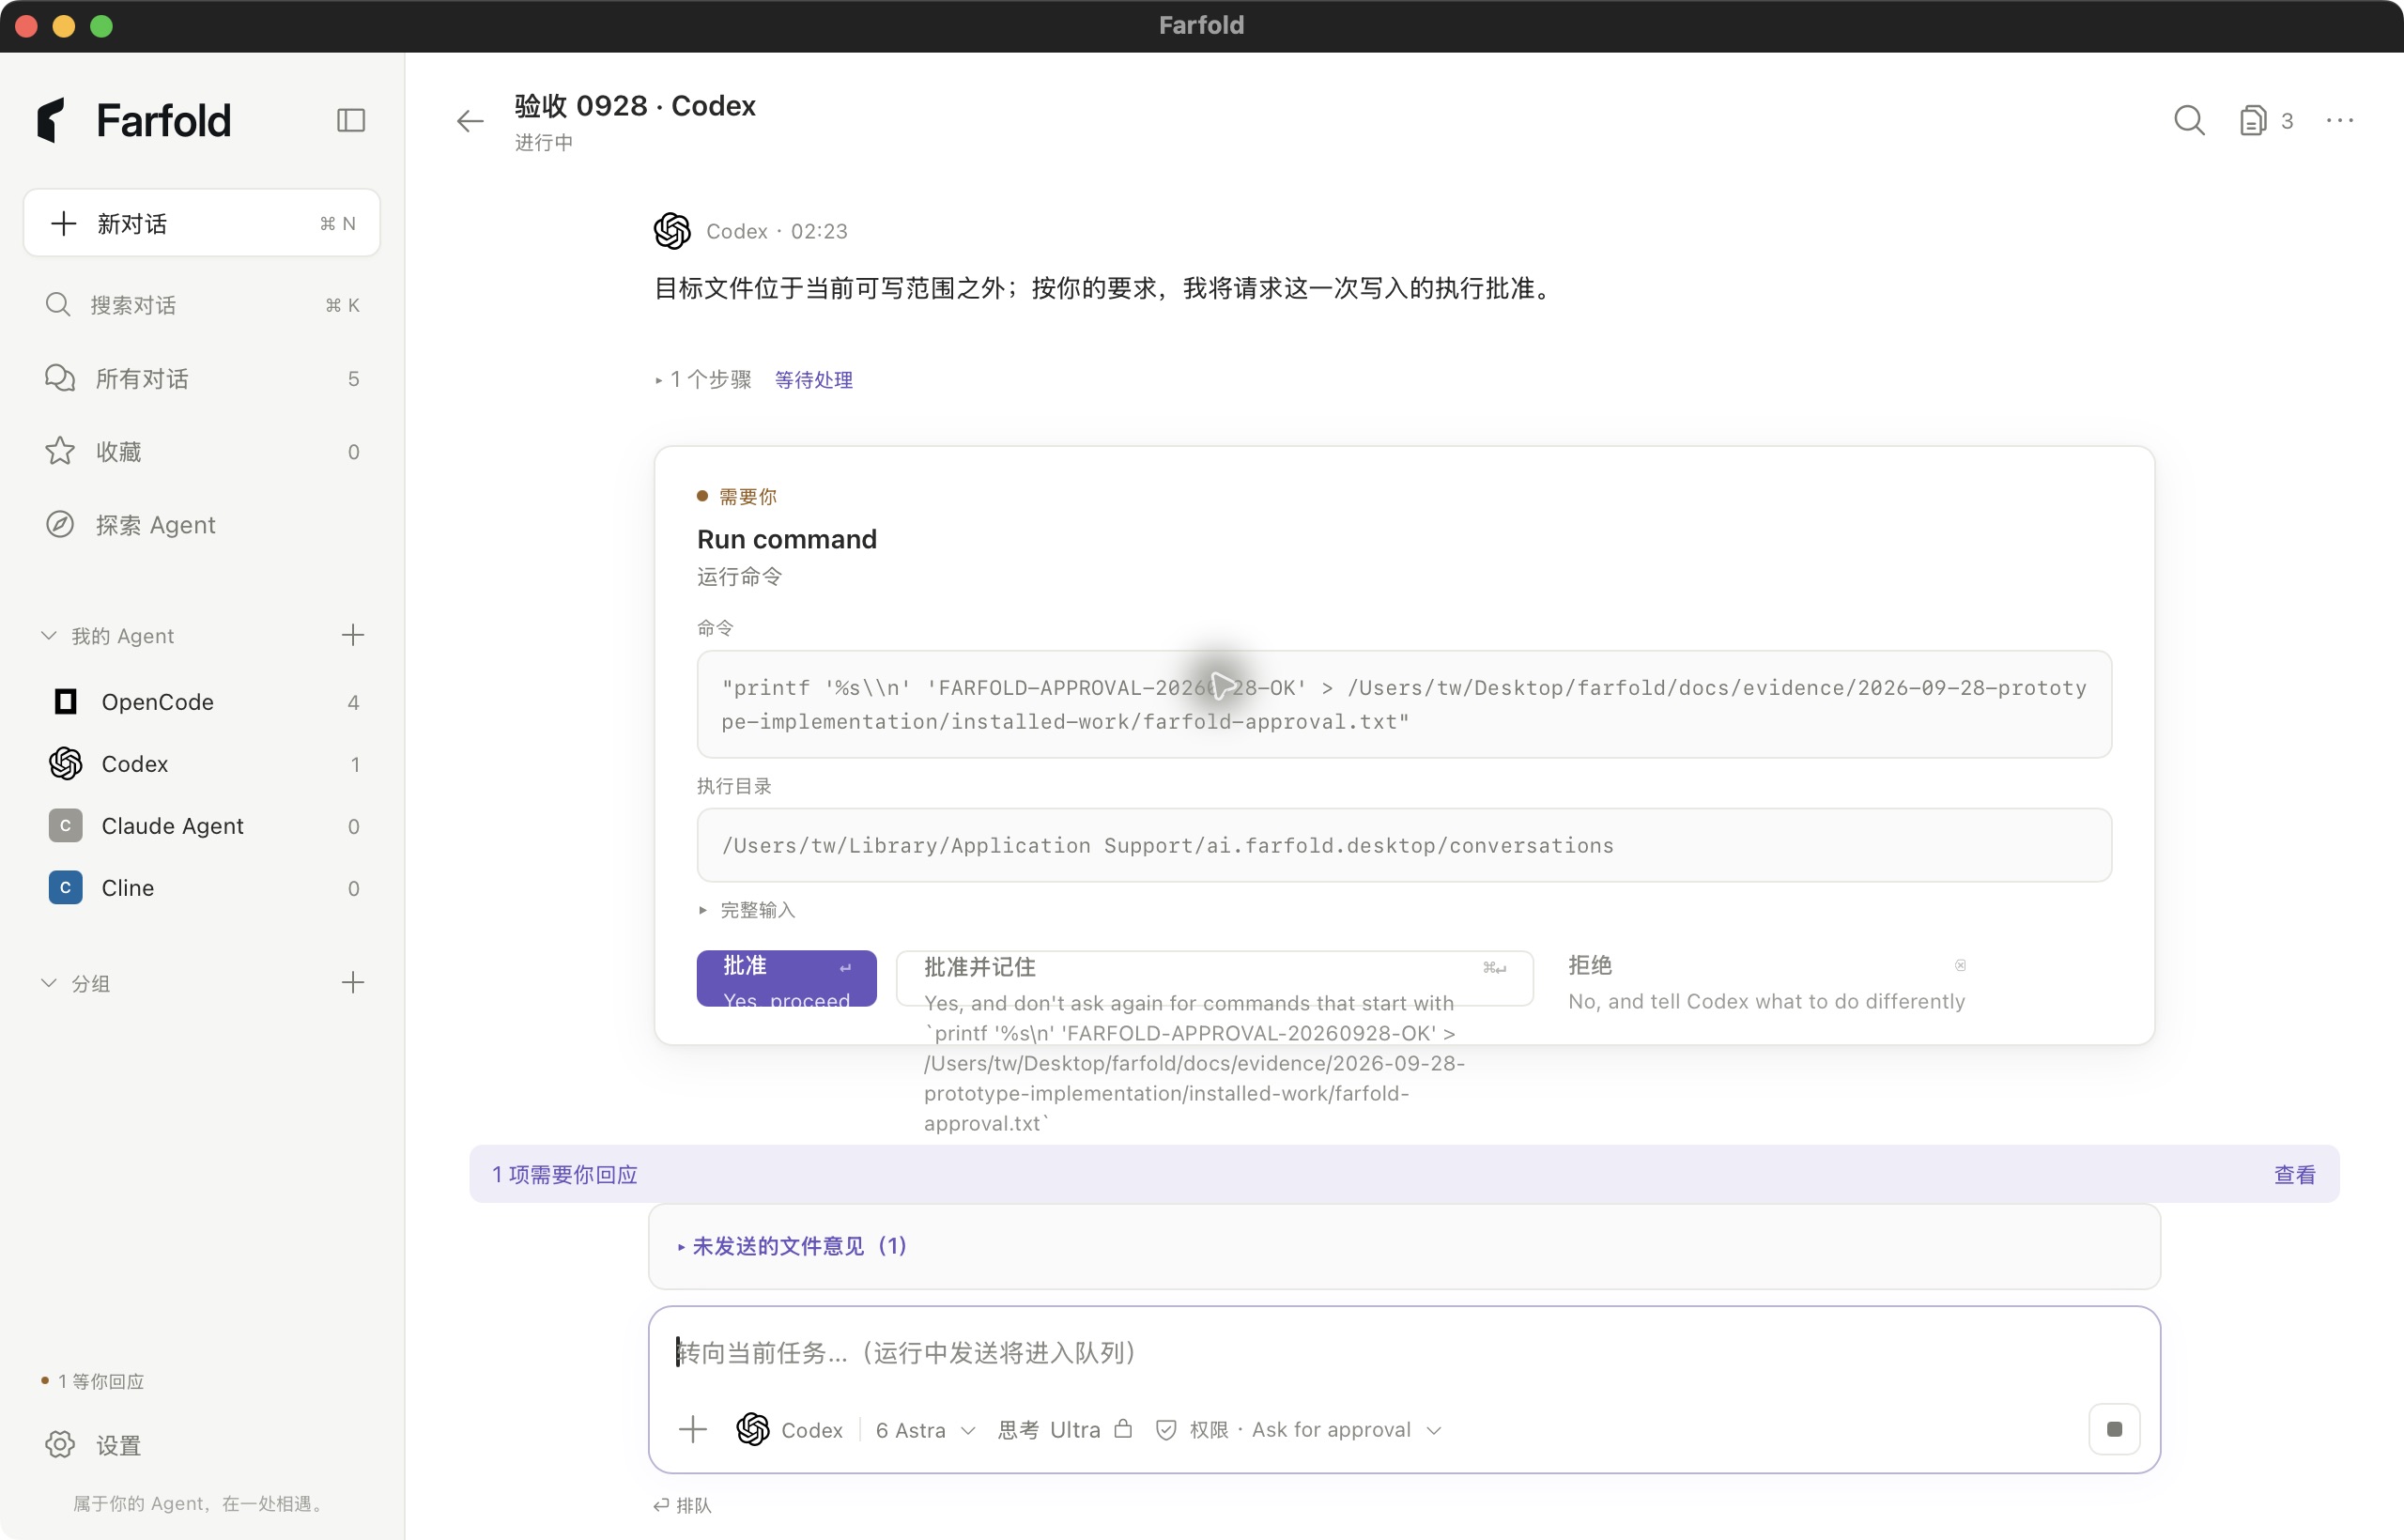 Farfold
Farfold
新对话 ⌘ N
搜索对话 ⌘ K
所有对话 5
收藏 0
探索 Agent
我的 Agent
OpenCode 4
Codex 1
C Claude Agent 0
C Cline 0
分组
1 等你回应
设置
属于你的 Agent，在一处相遇。
验收 0928 · Codex
进行中
3
Codex · 02:23
目标文件位于当前可写范围之外；按你的要求，我将请求这一次写入的执行批准。
1 个步骤 等待处理
需要你
Run command
运行命令
命令
"printf '%s\\n' 'FARFOLD-APPROVAL-20260928-OK' > /Users/tw/Desktop/farfold/docs/evidence/2026-09-28-prototy
pe-implementation/installed-work/farfold-approval.txt"
执行目录
/Users/tw/Library/Application Support/ai.farfold.desktop/conversations
完整输入
批准 ↵
Yes, proceed
批准并记住 ⌘↵
Yes, and don't ask again for commands that start with
`printf '%s\n' 'FARFOLD-APPROVAL-20260928-OK' >
/Users/tw/Desktop/farfold/docs/evidence/2026-09-28-
prototype-implementation/installed-work/farfold-
approval.txt`
拒绝 ⌫
No, and tell Codex what to do differently
1 项需要你回应 查看
未发送的文件意见（1）
转向当前任务…（运行中发送将进入队列）
Codex 6 Astra 思考 Ultra 权限 · Ask for approval
排队